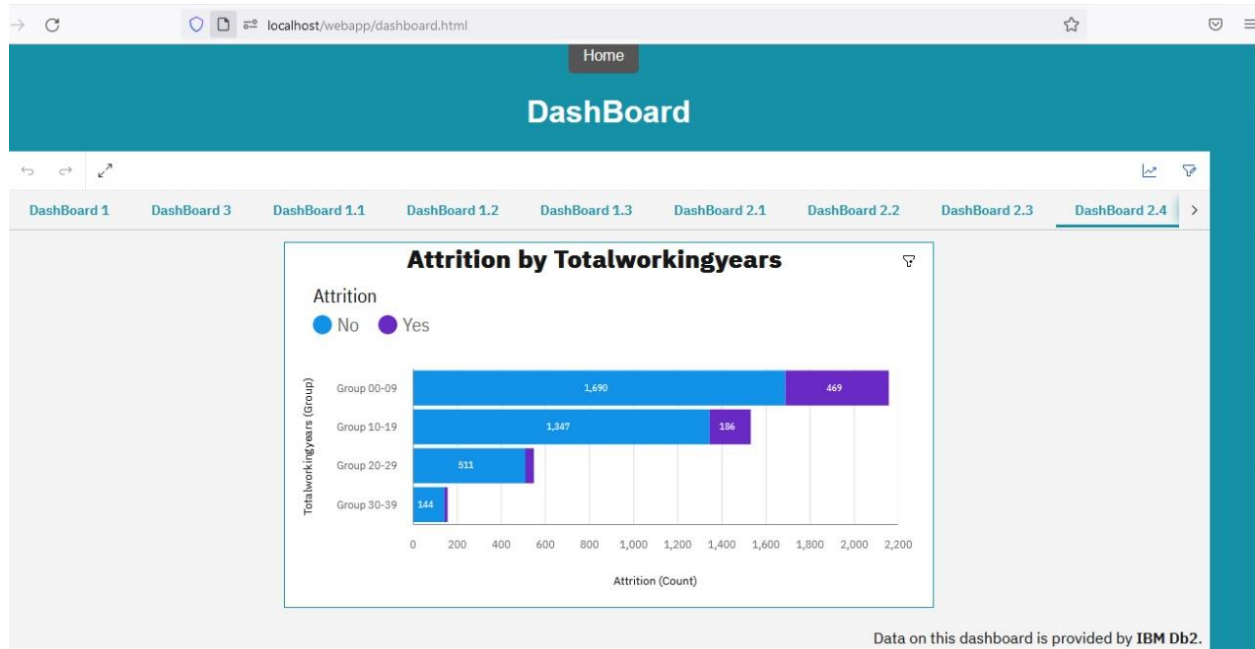 localhost/webapp/dashboard.html
Home
DashBoard
DashBoard 1 DashBoard 3 DashBoard 1.1 DashBoard 1.2 DashBoard 1.3 DashBoard 2.1 DashBoard 2.2 DashBoard 2.3 DashBoard 2.4
Attrition by Totalworkingyears
Attrition
No Yes
Totalworkingyears (Group)
Group 00-09 1,690 469
Group 10-19 1,347 186
Group 20-29 511
Group 30-39 144
0 200 400 600 800 1,000 1,200 1,400 1,600 1,800 2,000 2,200
Attrition (Count)
Data on this dashboard is provided by IBM Db2.